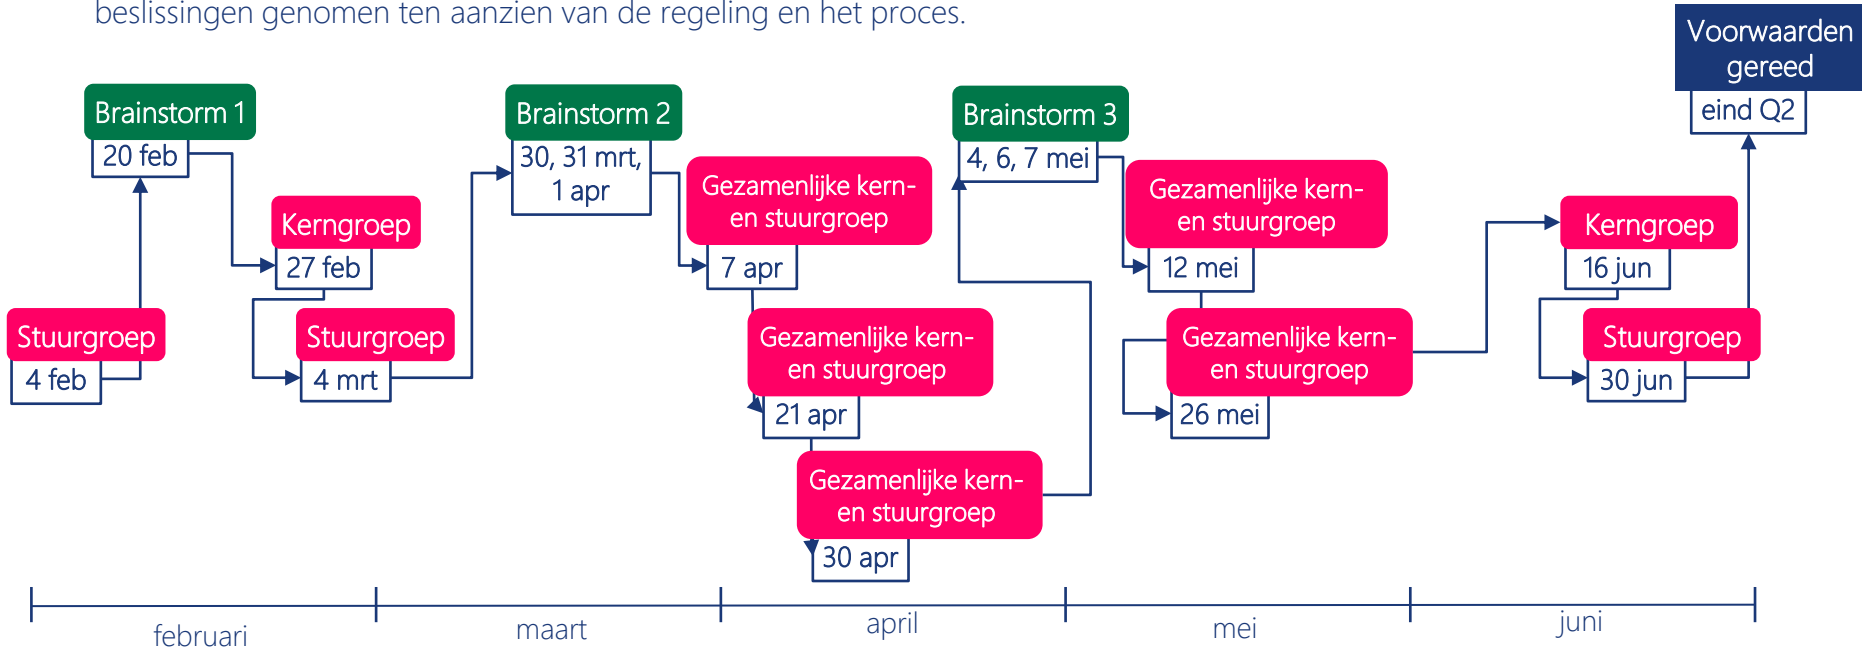 beslissingen genomen ten aanzien van de regeling en het proces.
Voorwaarden
gereed
eind Q2
Brainstorm 1
20 feb
Brainstorm 2
30, 31 mrt,
1 apr
Brainstorm 3
4, 6, 7 mei
Gezamenlijke kern-
en stuurgroep
7 apr
Gezamenlijke kern-
en stuurgroep
12 mei
Kerngroep
27 feb
Kerngroep
16 jun
Stuurgroep
4 feb
Stuurgroep
4 mrt
Gezamenlijke kern-
en stuurgroep
21 apr
Gezamenlijke kern-
en stuurgroep
26 mei
Stuurgroep
30 jun
Gezamenlijke kern-
en stuurgroep
30 apr
februari
maart
april
mei
juni